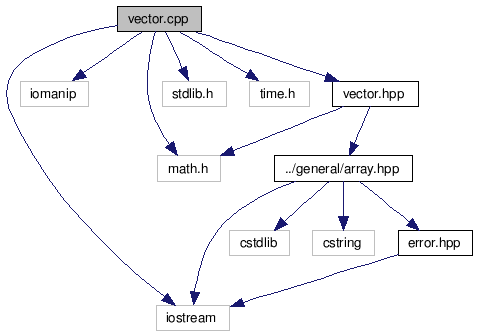 vector.cpp
iomanip
stdlib.h
time.h
vector.hpp
math.h
../general/array.hpp
cstdlib
cstring
error.hpp
iostream